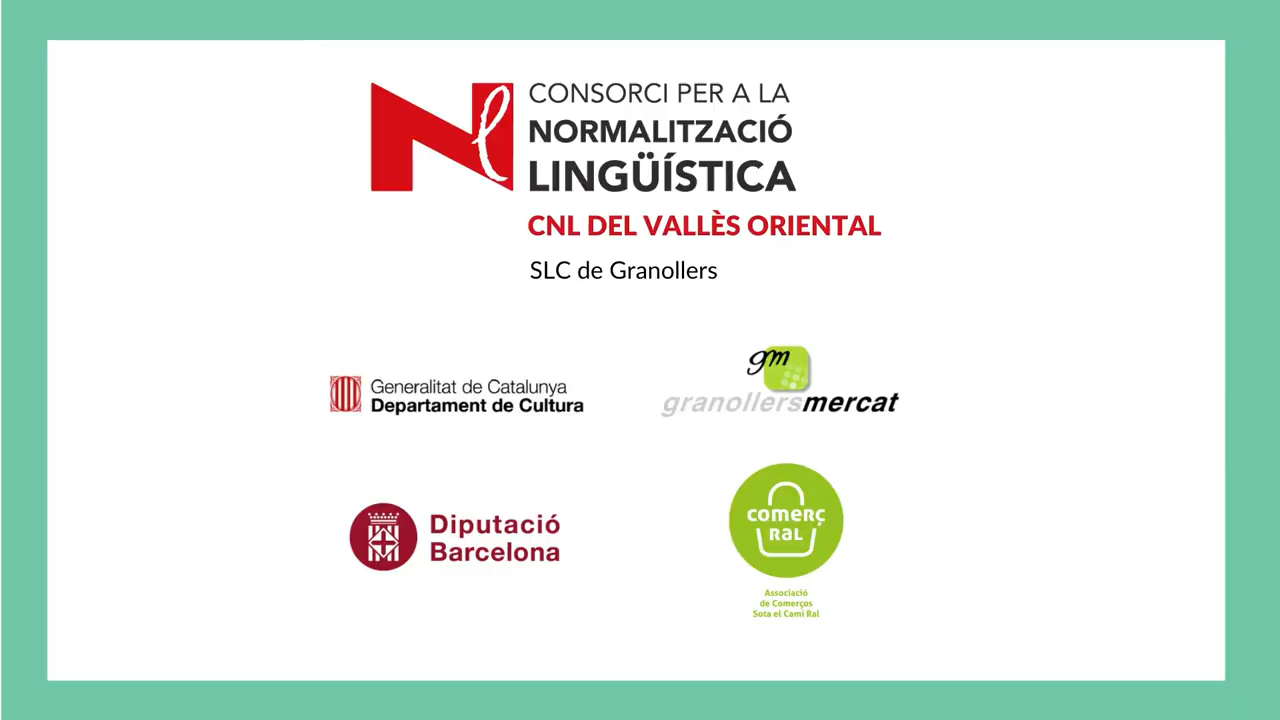 Nl
CONSORCI PER A LA
NORMALITZACIÓ
LINGÜÍSTICA
CNL DEL VALLÈS ORIENTAL
SLC de Granollers
Generalitat de Catalunya
Departament de Cultura
gm
granollersmercat
Diputació
Barcelona
comerç
Ral
Associació
de Comerços
Sota el Camí Ral